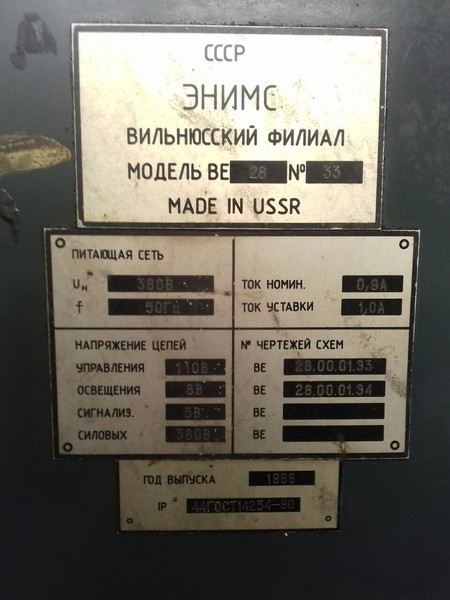 СССР
ЭНИМС
ВИЛЬНЮССКИЙ ФИЛИАЛ
МОДЕЛЬ ВЕ 28 № 33
MADE IN USSR
ПИТАЮЩАЯ СЕТЬ
Uн 380В
f 50Гц
ТОК НОМИН. 0,9А
ТОК УСТАВКИ 1,0А
НАПРЯЖЕНИЕ ЦЕПЕЙ
УПРАВЛЕНИЯ 110В
ОСВЕЩЕНИЯ 8В
СИГНАЛИЗ. 5В
СИЛОВЫХ 380В
№ ЧЕРТЕЖЕЙ СХЕМ
ВЕ 28.00.01.Э3
ВЕ 28.00.01.Э4
ВЕ
ВЕ
ГОД ВЫПУСКА 1988
IP 44ГОСТ14254-80